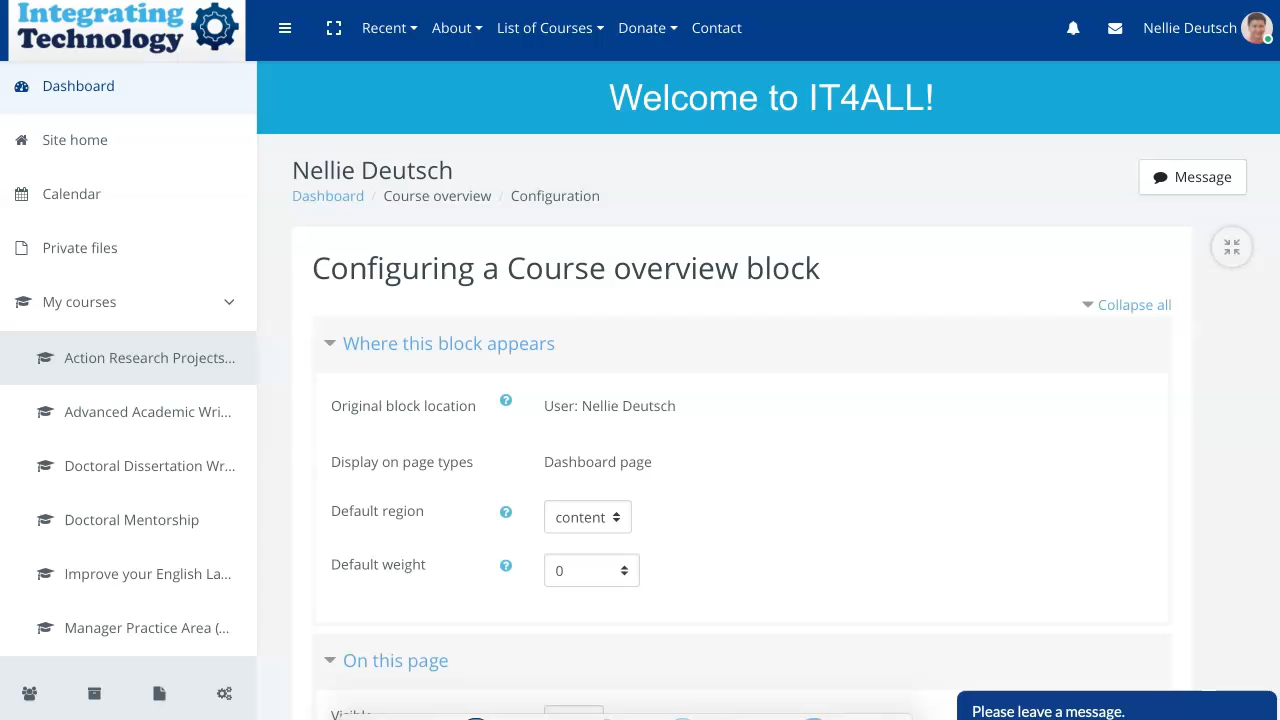 Integrating
Technology
Recent About List of Courses Donate Contact Nellie Deutsch
Dashboard
Site home
Calendar
Private files
My courses
Action Research Projects...
Advanced Academic Wri...
Doctoral Dissertation Wr...
Doctoral Mentorship
Improve your English La...
Manager Practice Area (...
Welcome to IT4ALL!
Nellie Deutsch
Dashboard / Course overview / Configuration
Message
Configuring a Course overview block
Collapse all
Where this block appears
Original block location ? User: Nellie Deutsch
Display on page types Dashboard page
Default region ? content
Default weight ? 0
On this page
Visible
Please leave a message.